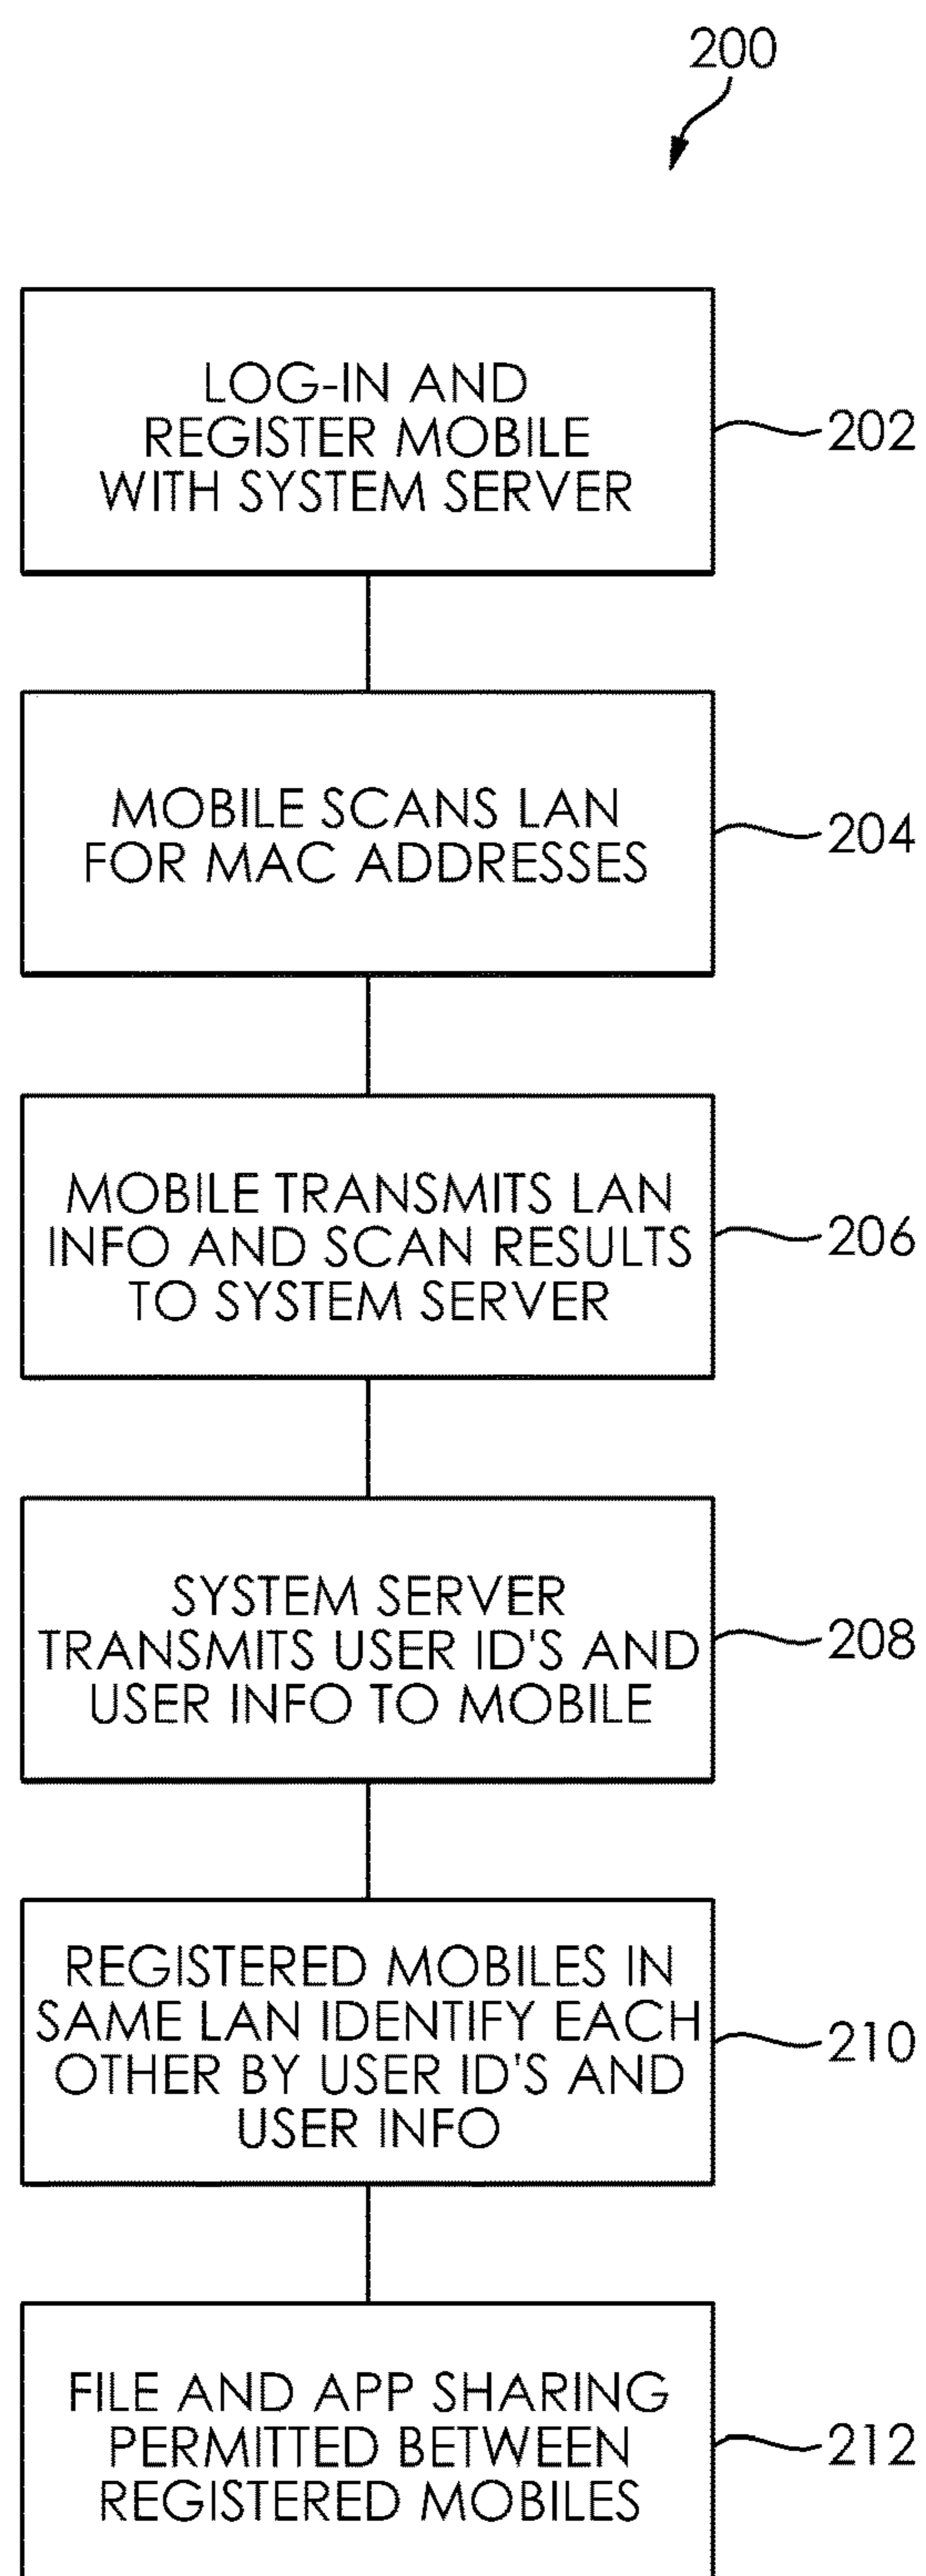 200
LOG-IN AND
REGISTER MOBILE
WITH SYSTEM SERVER
202
MOBILE SCANS LAN
FOR MAC ADDRESSES
204
MOBILE TRANSMITS LAN
INFO AND SCAN RESULTS
TO SYSTEM SERVER
206
SYSTEM SERVER
TRANSMITS USER ID'S AND
USER INFO TO MOBILE
208
REGISTERED MOBILES IN
SAME LAN IDENTIFY EACH
OTHER BY USER ID'S AND
USER INFO
210
FILE AND APP SHARING
PERMITTED BETWEEN
REGISTERED MOBILES
212